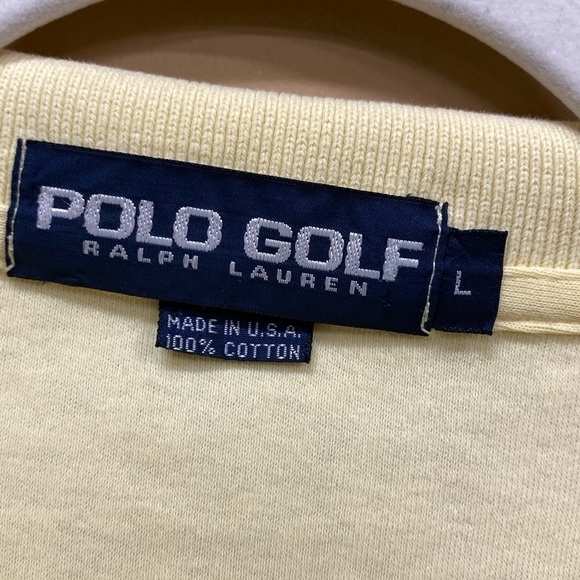 POLO GOLF
RALPH LAUREN
L
MADE IN U.S.A.
100% COTTON